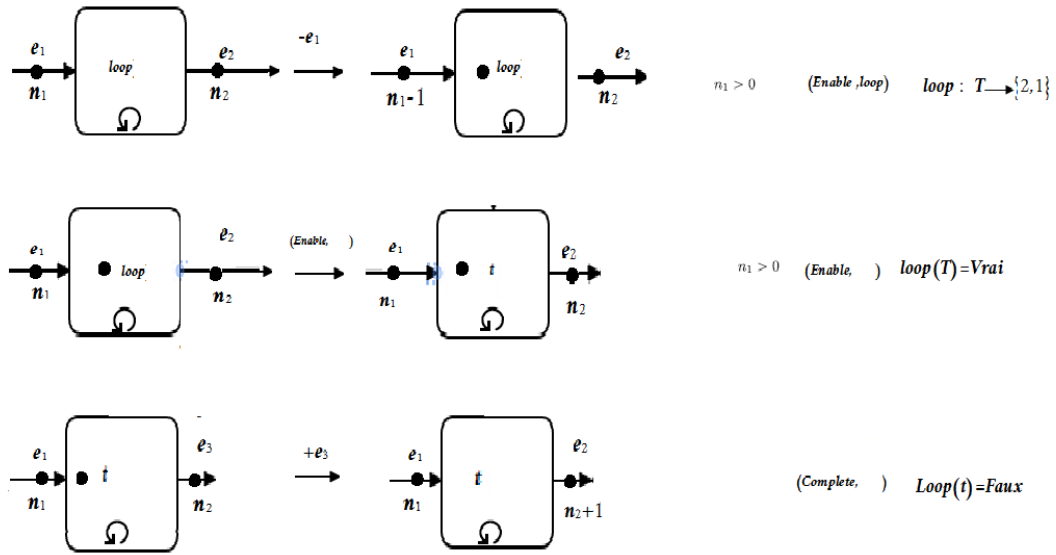 e₁ loop e₂ -e₁ e₁ loop e₂
n₁ n₂ n₁-1 n₂ n₁ > 0 (Enable ,loop) loop : T→{2,1}
e₁ loop e₂ (Enable, ) e₁ t e₂
n₁ n₂ n₁ n₂ n₁ > 0 (Enable, ) loop(T)=Vrai
e₁ t e₃ +e₃ e₁ t e₂
n₁ n₂ n₁ n₂+1 (Complete, ) Loop(t)=Faux